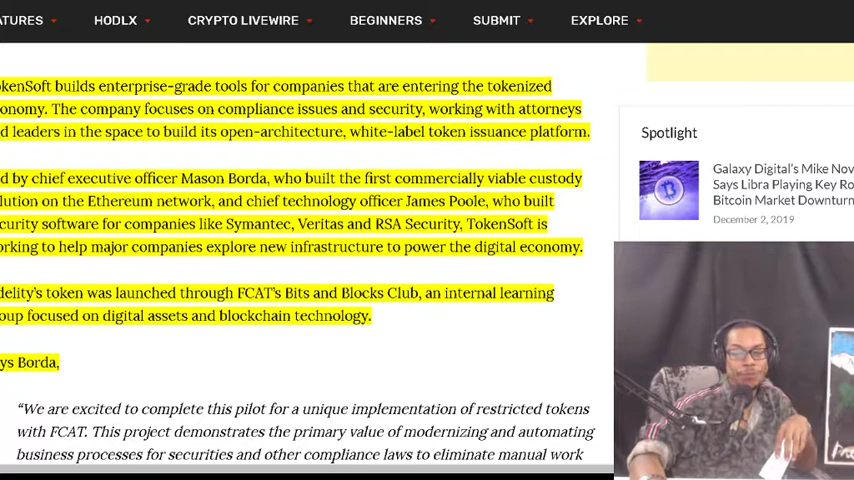 ATURES
HODLX
CRYPTO LIVEWIRE
BEGINNERS
SUBMIT
EXPLORE
kenSoft builds enterprise-grade tools for companies that are entering the tokenized
onomy. The company focuses on compliance issues and security, working with attorneys
d leaders in the space to build its open-architecture, white-label token issuance platform.
d by chief executive officer Mason Borda, who built the first commercially viable custody
lution on the Ethereum network, and chief technology officer James Poole, who built
curity software for companies like Symantec, Veritas and RSA Security, TokenSoft is
orking to help major companies explore new infrastructure to power the digital economy.
delity's token was launched through FCAT's Bits and Blocks Club, an internal learning
oup focused on digital assets and blockchain technology.
ys Borda,
"We are excited to complete this pilot for a unique implementation of restricted tokens
with FCAT. This project demonstrates the primary value of modernizing and automating
business processes for securities and other compliance laws to eliminate manual work
Spotlight
Galaxy Digital's Mike Nov
Says Libra Playing Key Ro
Bitcoin Market Downturn
December 2, 2019